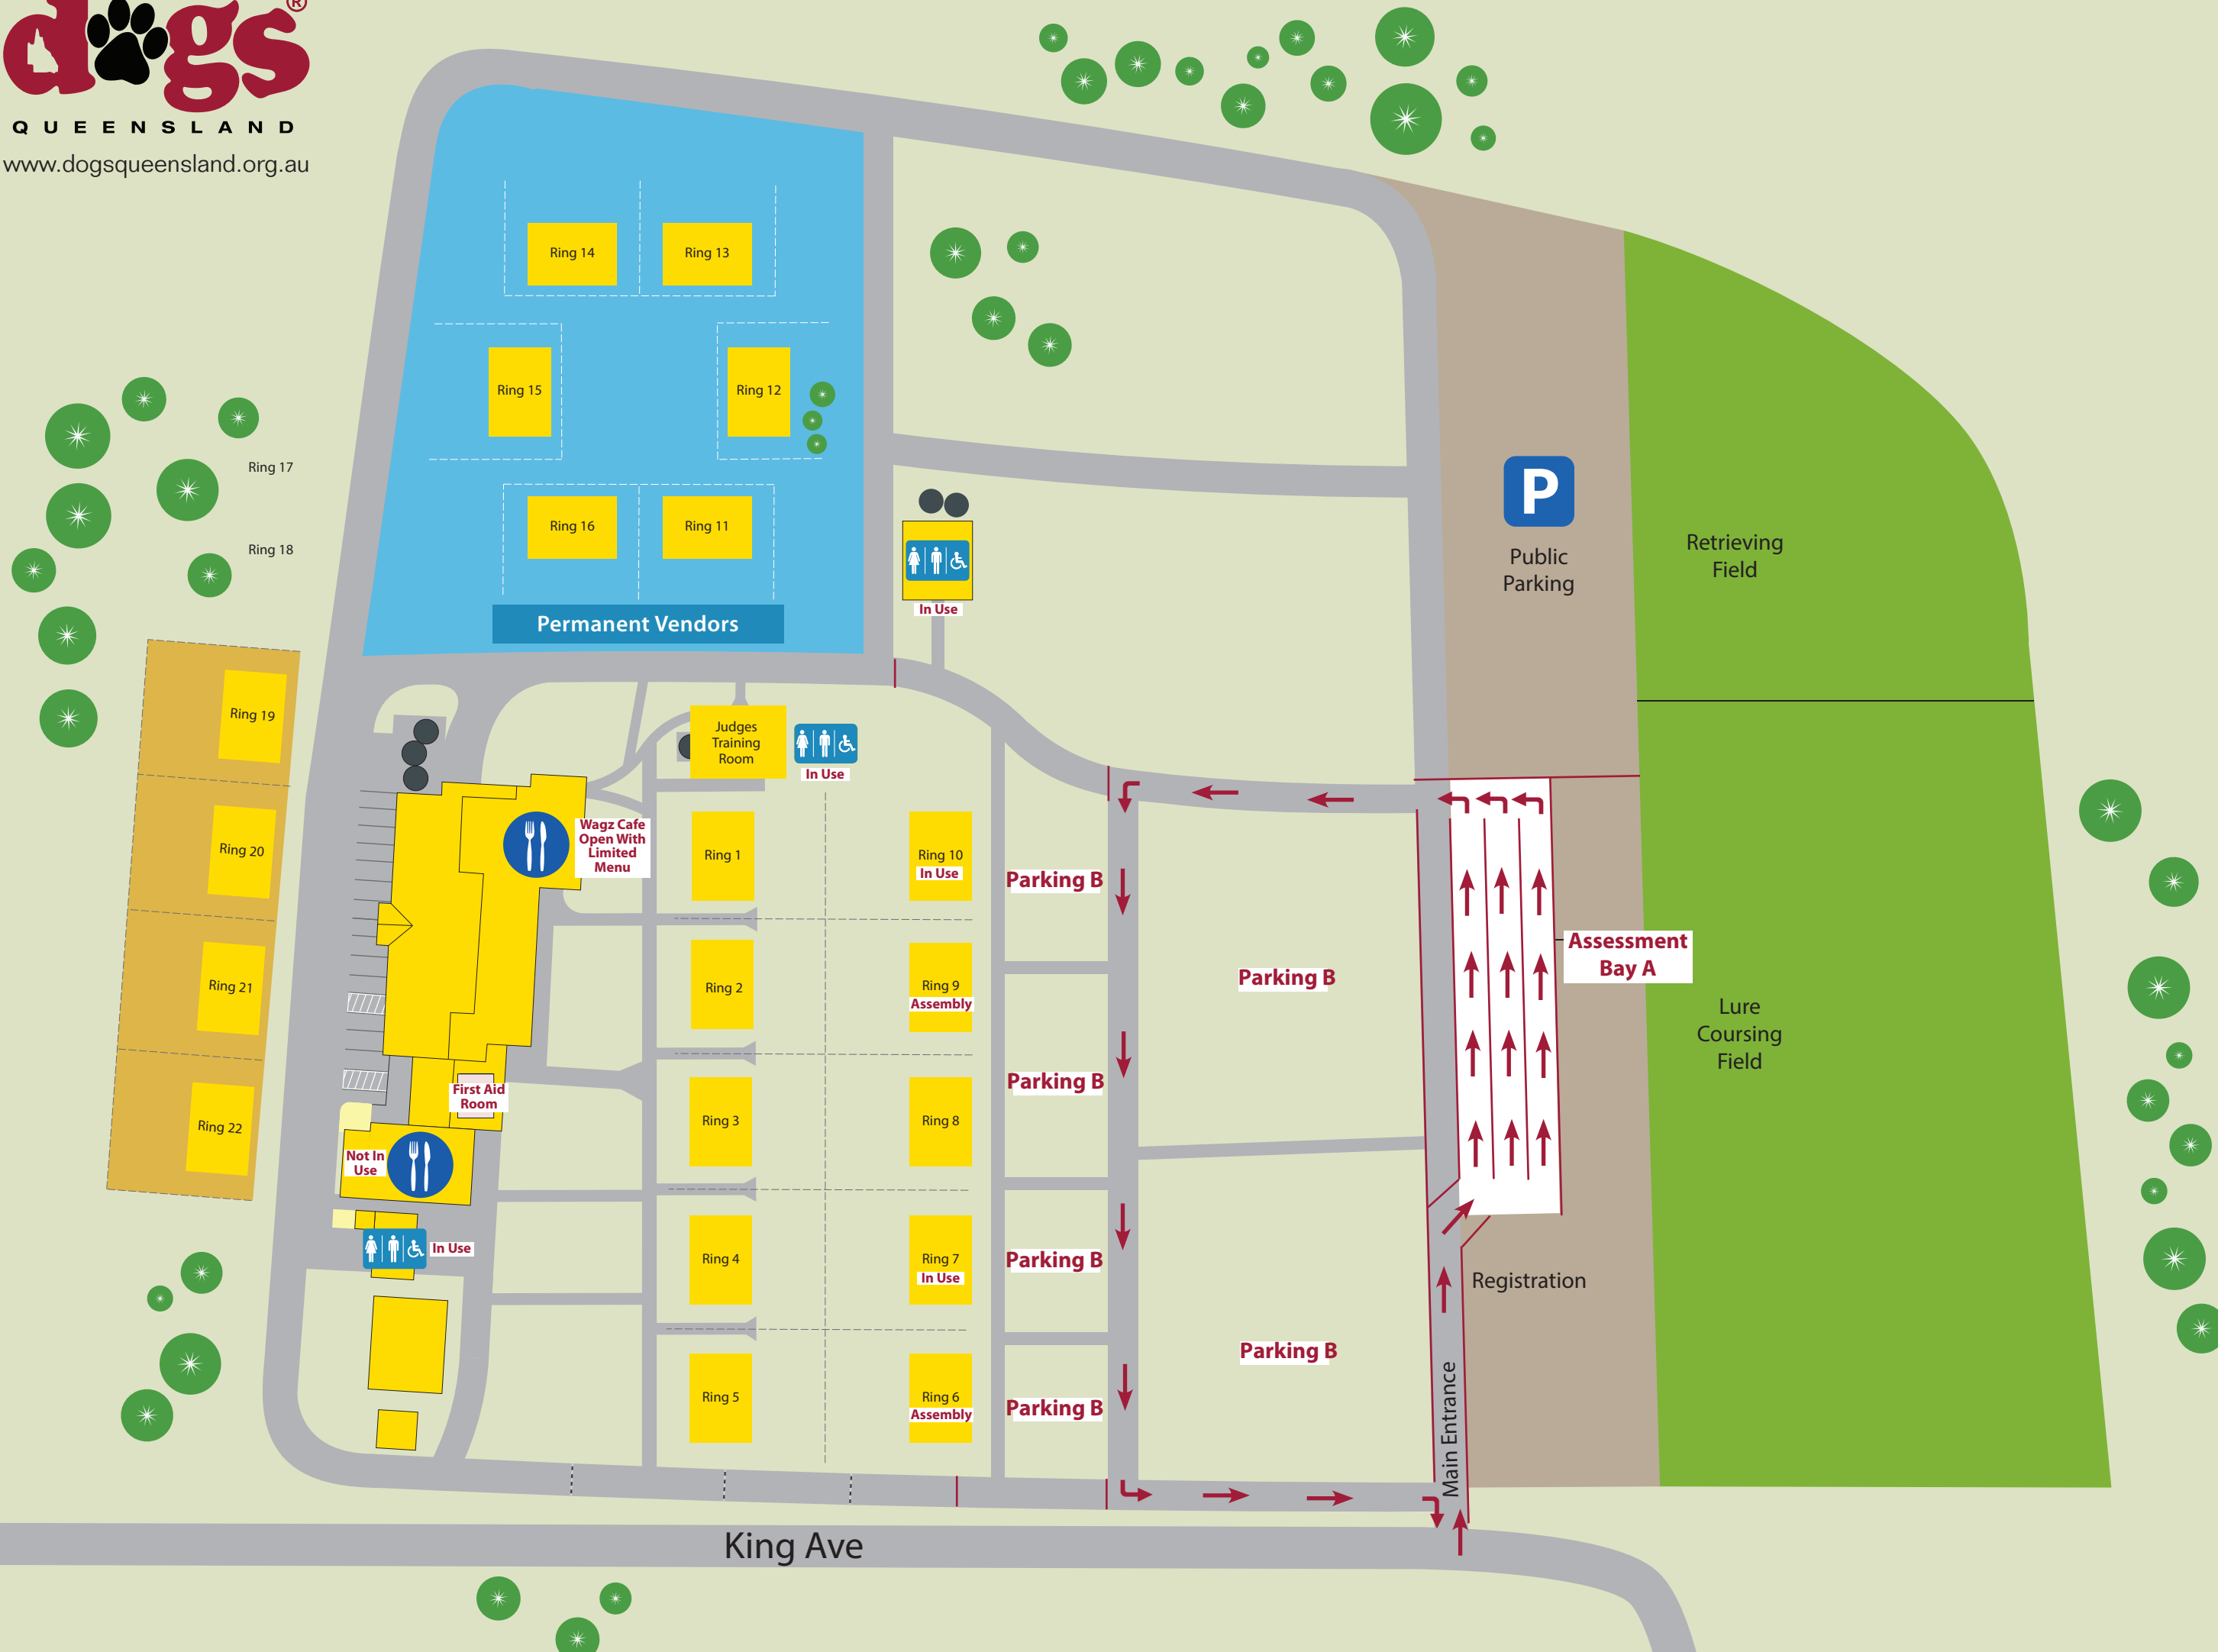 dogs®
QUEENSLAND
www.dogsqueensland.org.au
Ring 14
Ring 13
Ring 15
Ring 12
Ring 17
Ring 18
Ring 16
Ring 11
Permanent Vendors
In Use
P
Public
Parking
Retrieving
Field
Ring 19
Ring 20
Ring 21
Ring 22
Judges
Training
Room
In Use
Wagz Cafe
Open With
Limited
Menu
Ring 1
Ring 10
In Use
Parking B
Ring 2
Ring 9
Assembly
Parking B
Assessment
Bay A
Lure
Coursing
Field
First Aid
Room
Ring 3
Ring 8
Parking B
Not In
Use
In Use
Ring 4
Ring 7
In Use
Parking B
Registration
Ring 5
Ring 6
Assembly
Parking B
Parking B
Main Entrance
King Ave